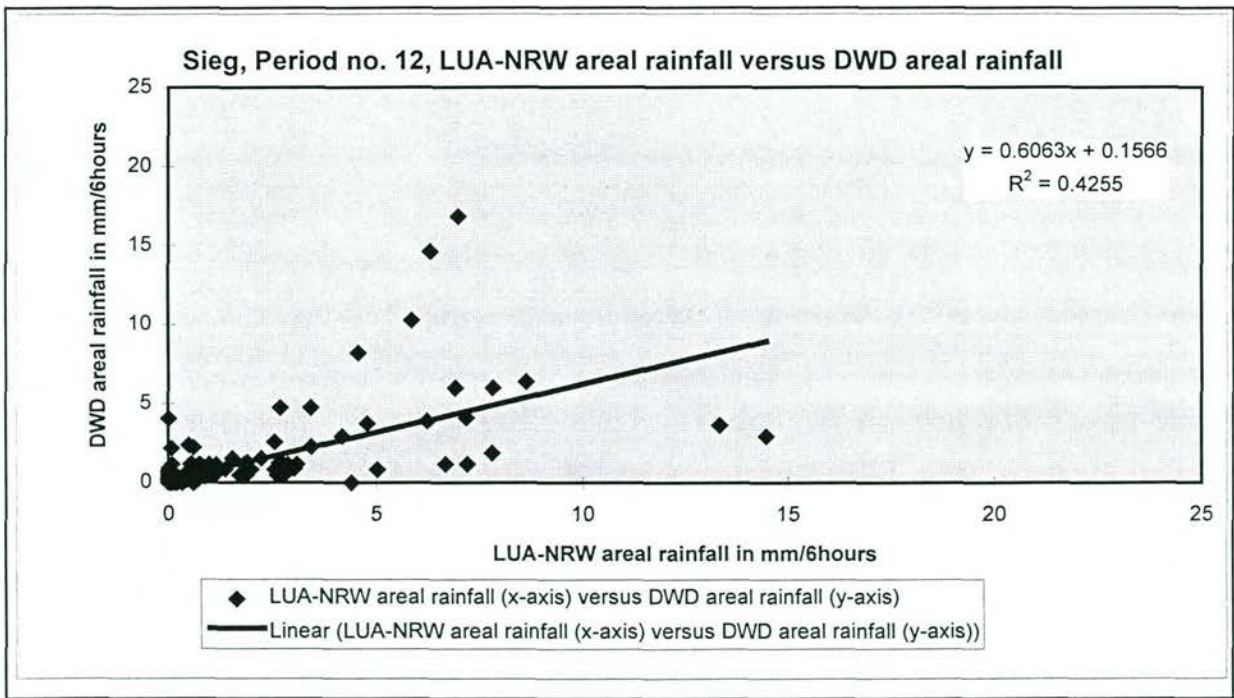 Sieg, Period no. 12, LUA-NRW areal rainfall versus DWD areal rainfall
DWD areal rainfall in mm/6hours
25
20
15
10
5
0
y = 0.6063x + 0.1566
R² = 0.4255
0 5 10 15 20 25
LUA-NRW areal rainfall in mm/6hours
LUA-NRW areal rainfall (x-axis) versus DWD areal rainfall (y-axis)
Linear (LUA-NRW areal rainfall (x-axis) versus DWD areal rainfall (y-axis))